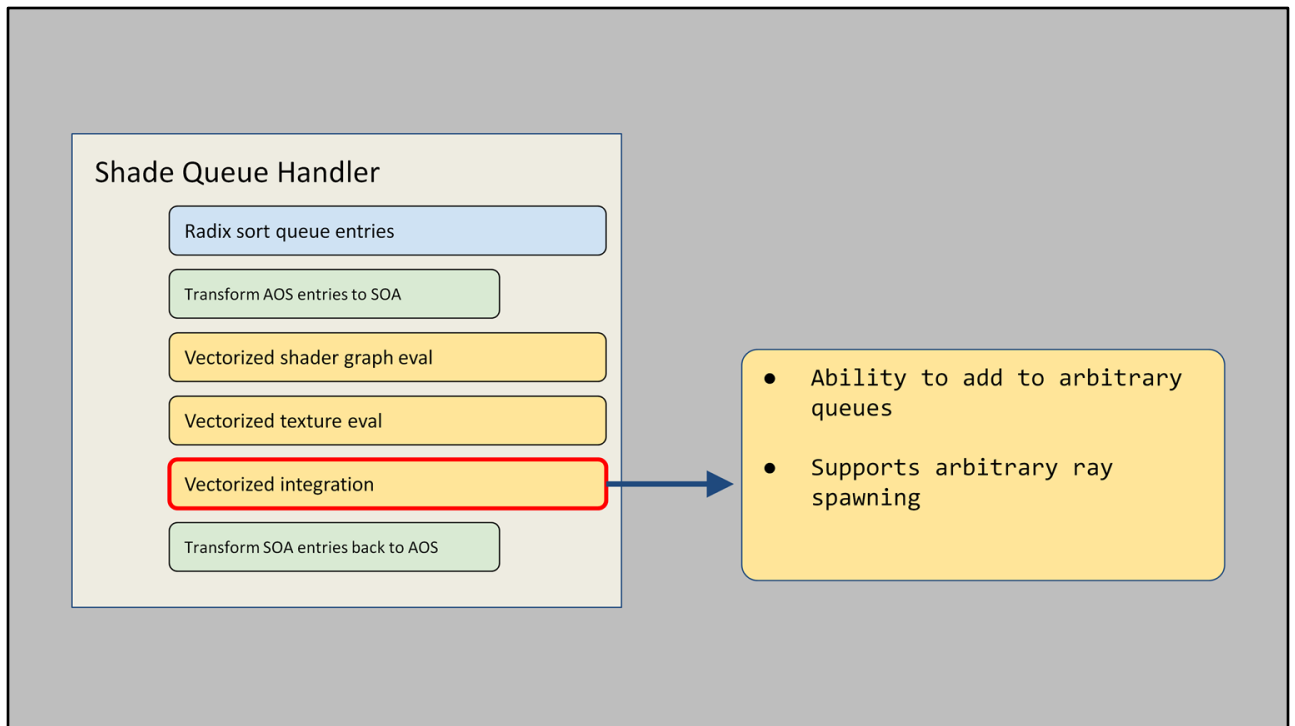 Shade Queue Handler
Radix sort queue entries
Transform AOS entries to SOA
Vectorized shader graph eval
Vectorized texture eval
Vectorized integration
Transform SOA entries back to AOS
● Ability to add to arbitrary
queues
● Supports arbitrary ray
spawning